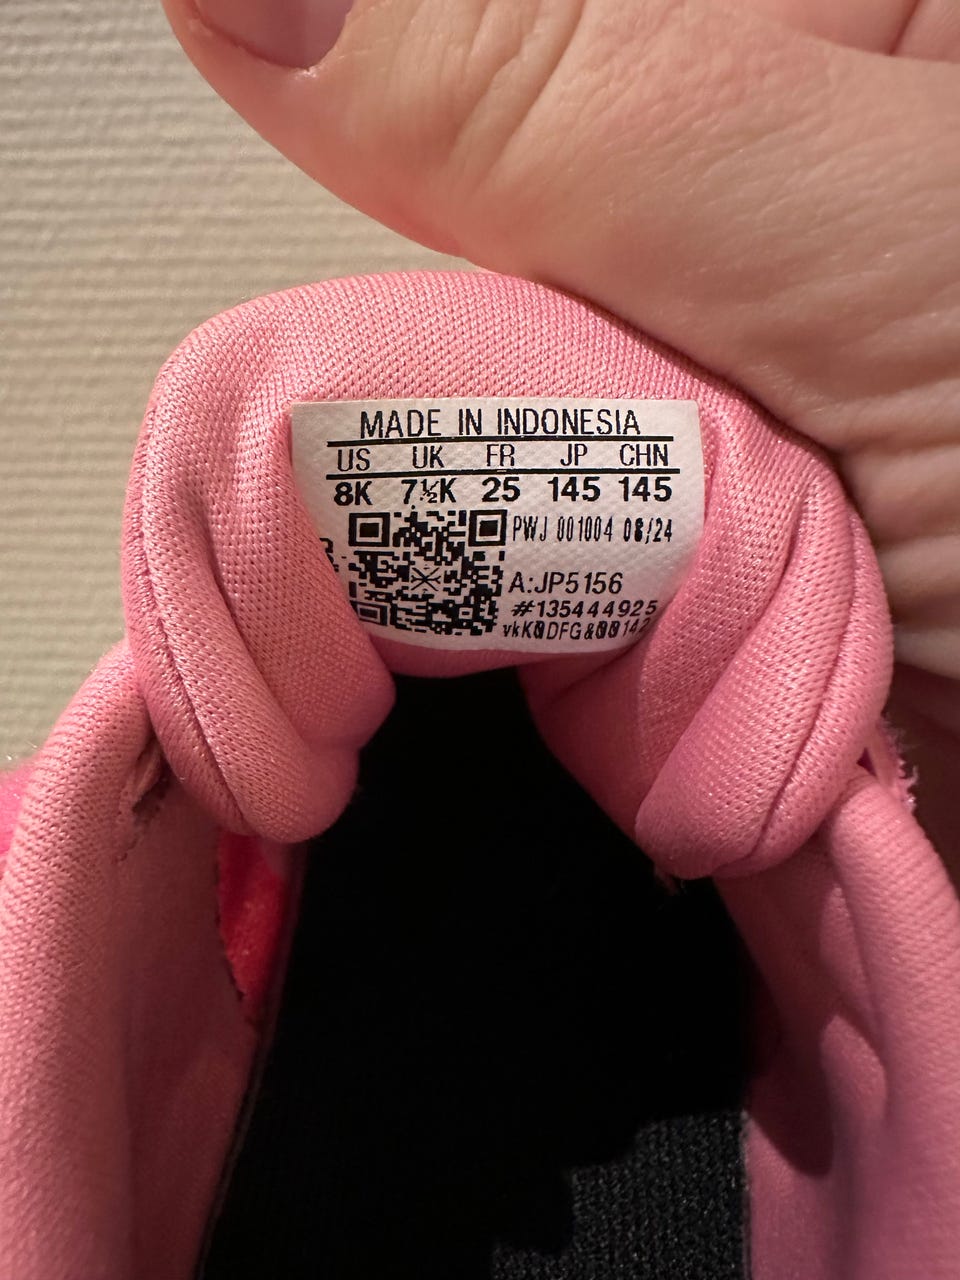 MADE IN INDONESIA
US UK FR JP CHN
8K 7½K 25 145 145
PWJ 001004 08/24
A:JP5156
#135444925